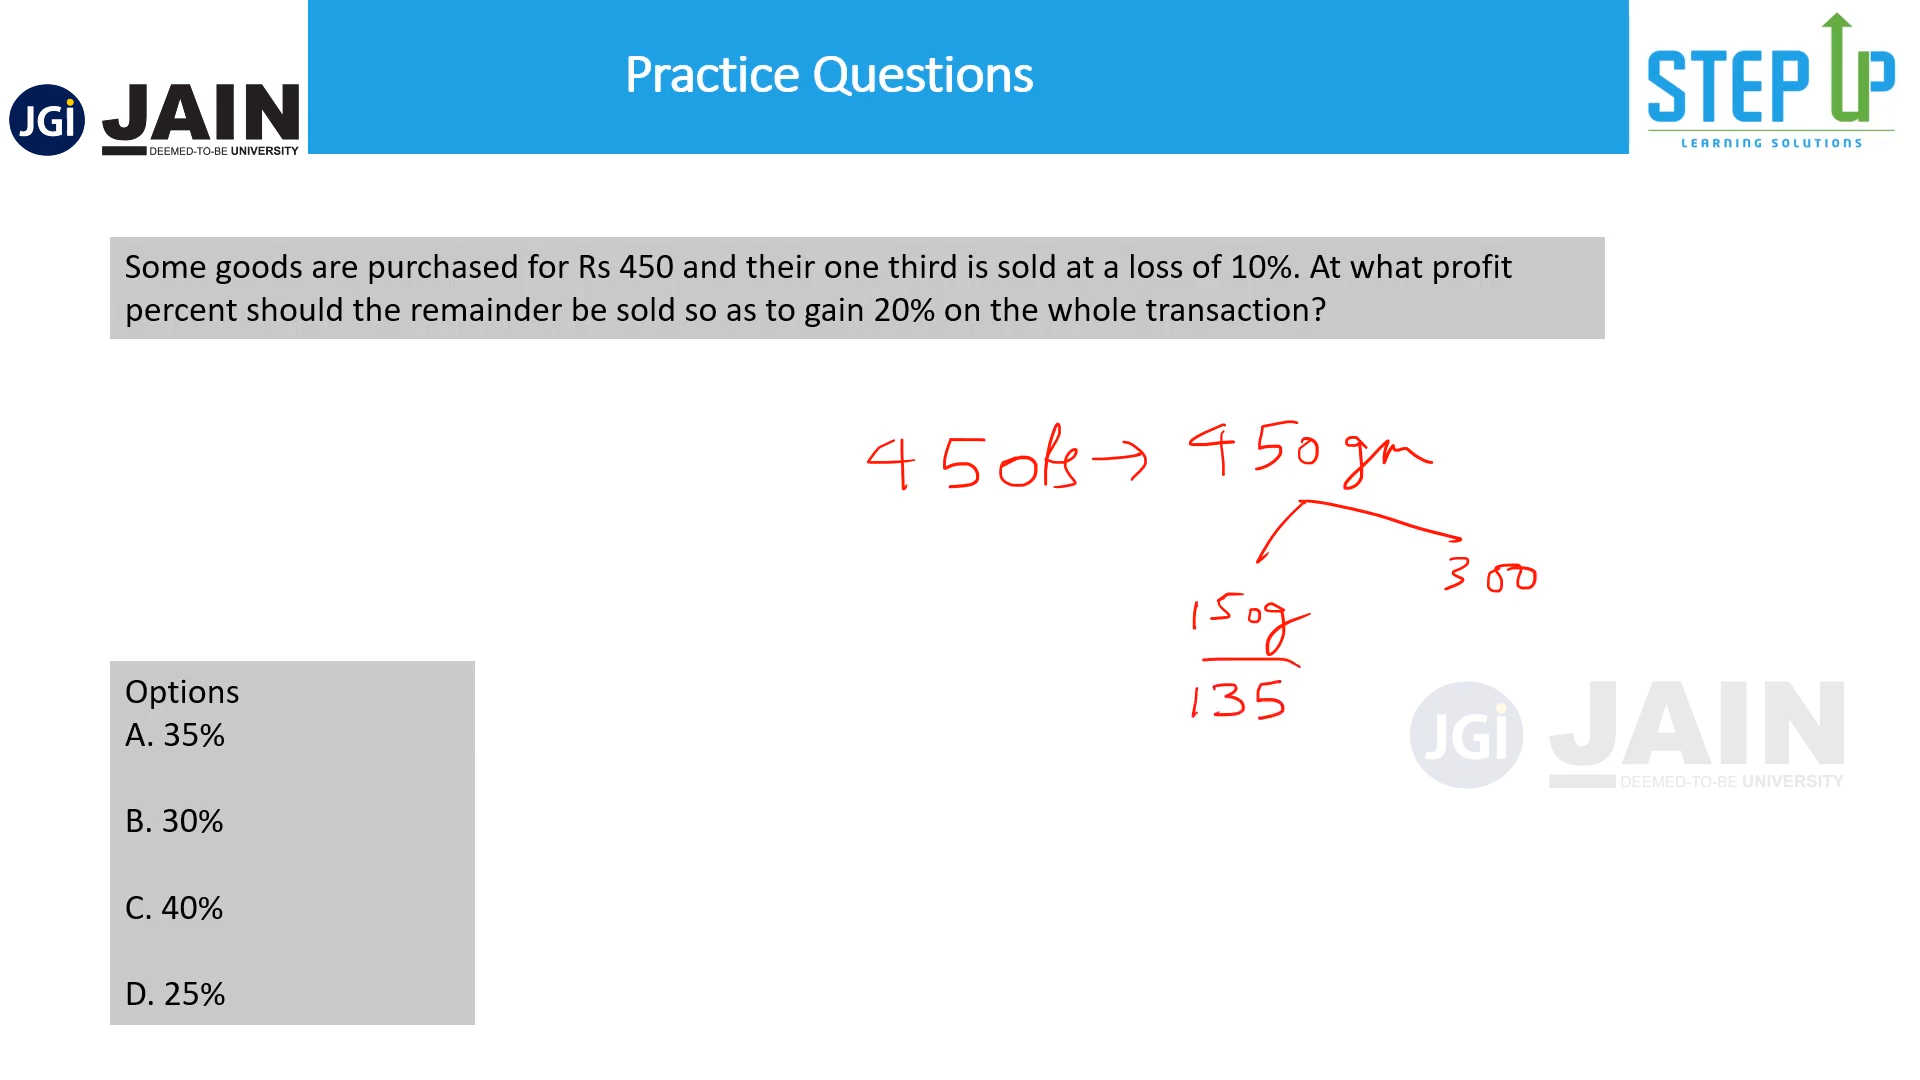 Practice Questions
JGi JAIN
DEEMED-TO-BE UNIVERSITY
STEP UP
LEARNING SOLUTIONS
Some goods are purchased for Rs 450 and their one third is sold at a loss of 10%. At what profit
percent should the remainder be sold so as to gain 20% on the whole transaction?
450 Rs → 450 gm
300
150g
135
Options
A. 35%
B. 30%
C. 40%
D. 25%
JGi JAIN
DEEMED-TO-BE UNIVERSITY